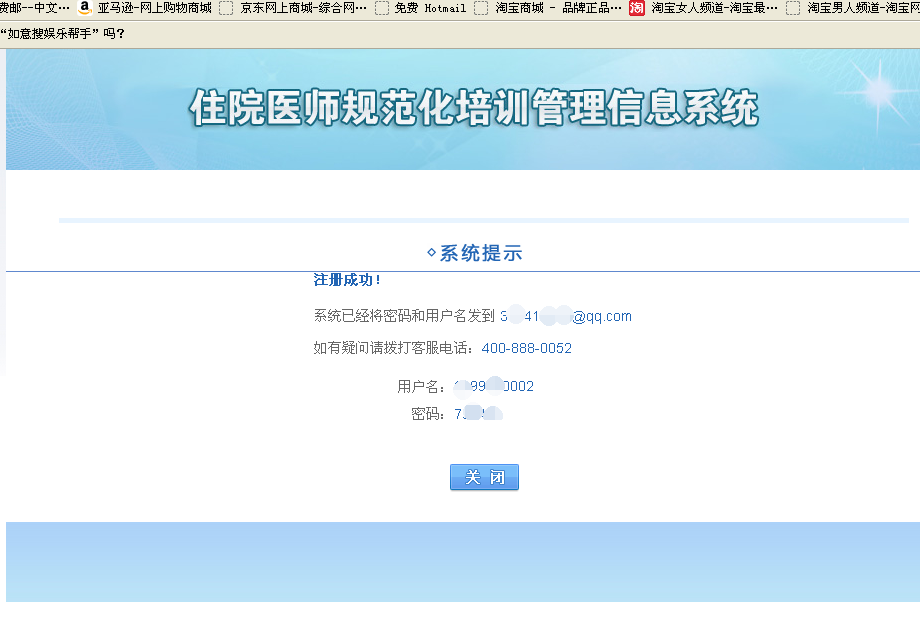 费邮--中文… 亚马逊-网上购物商城 京东网上商城-综合网… 免费 Hotmail 淘宝商城 - 品牌正品… 淘 淘宝女人频道-淘宝最… 淘宝男人频道-淘宝网
“如意搜娱乐帮手”吗?
住院医师规范化培训管理信息系统
系统提示
注册成功!
系统已经将密码和用户名发到 3 41 @qq.com
如有疑问请拨打客服电话：400-888-0052
用户名： 99 0002
密码：7
关 闭